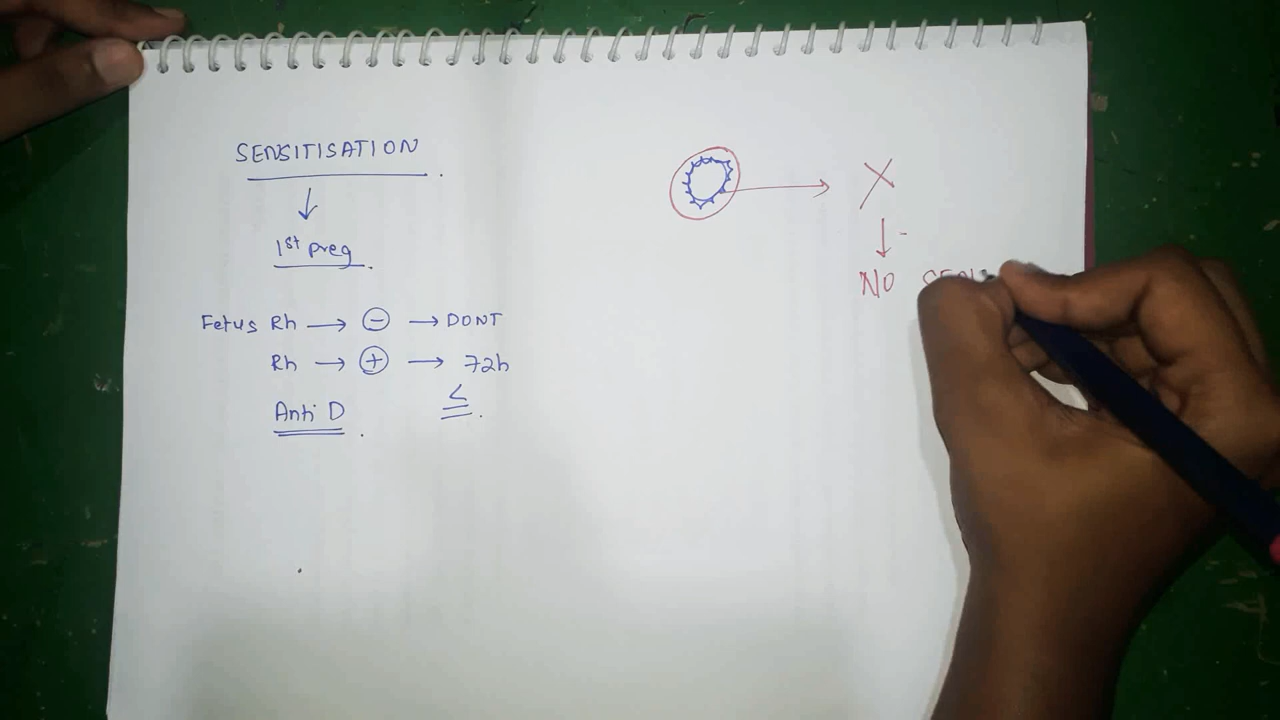 SENSITISATION.
↓
1st preg.
Fetus Rh → ⊖ → DONT
Rh → ⊕ → 72h
Anti D. ≤.
→ X
↓ -
NO